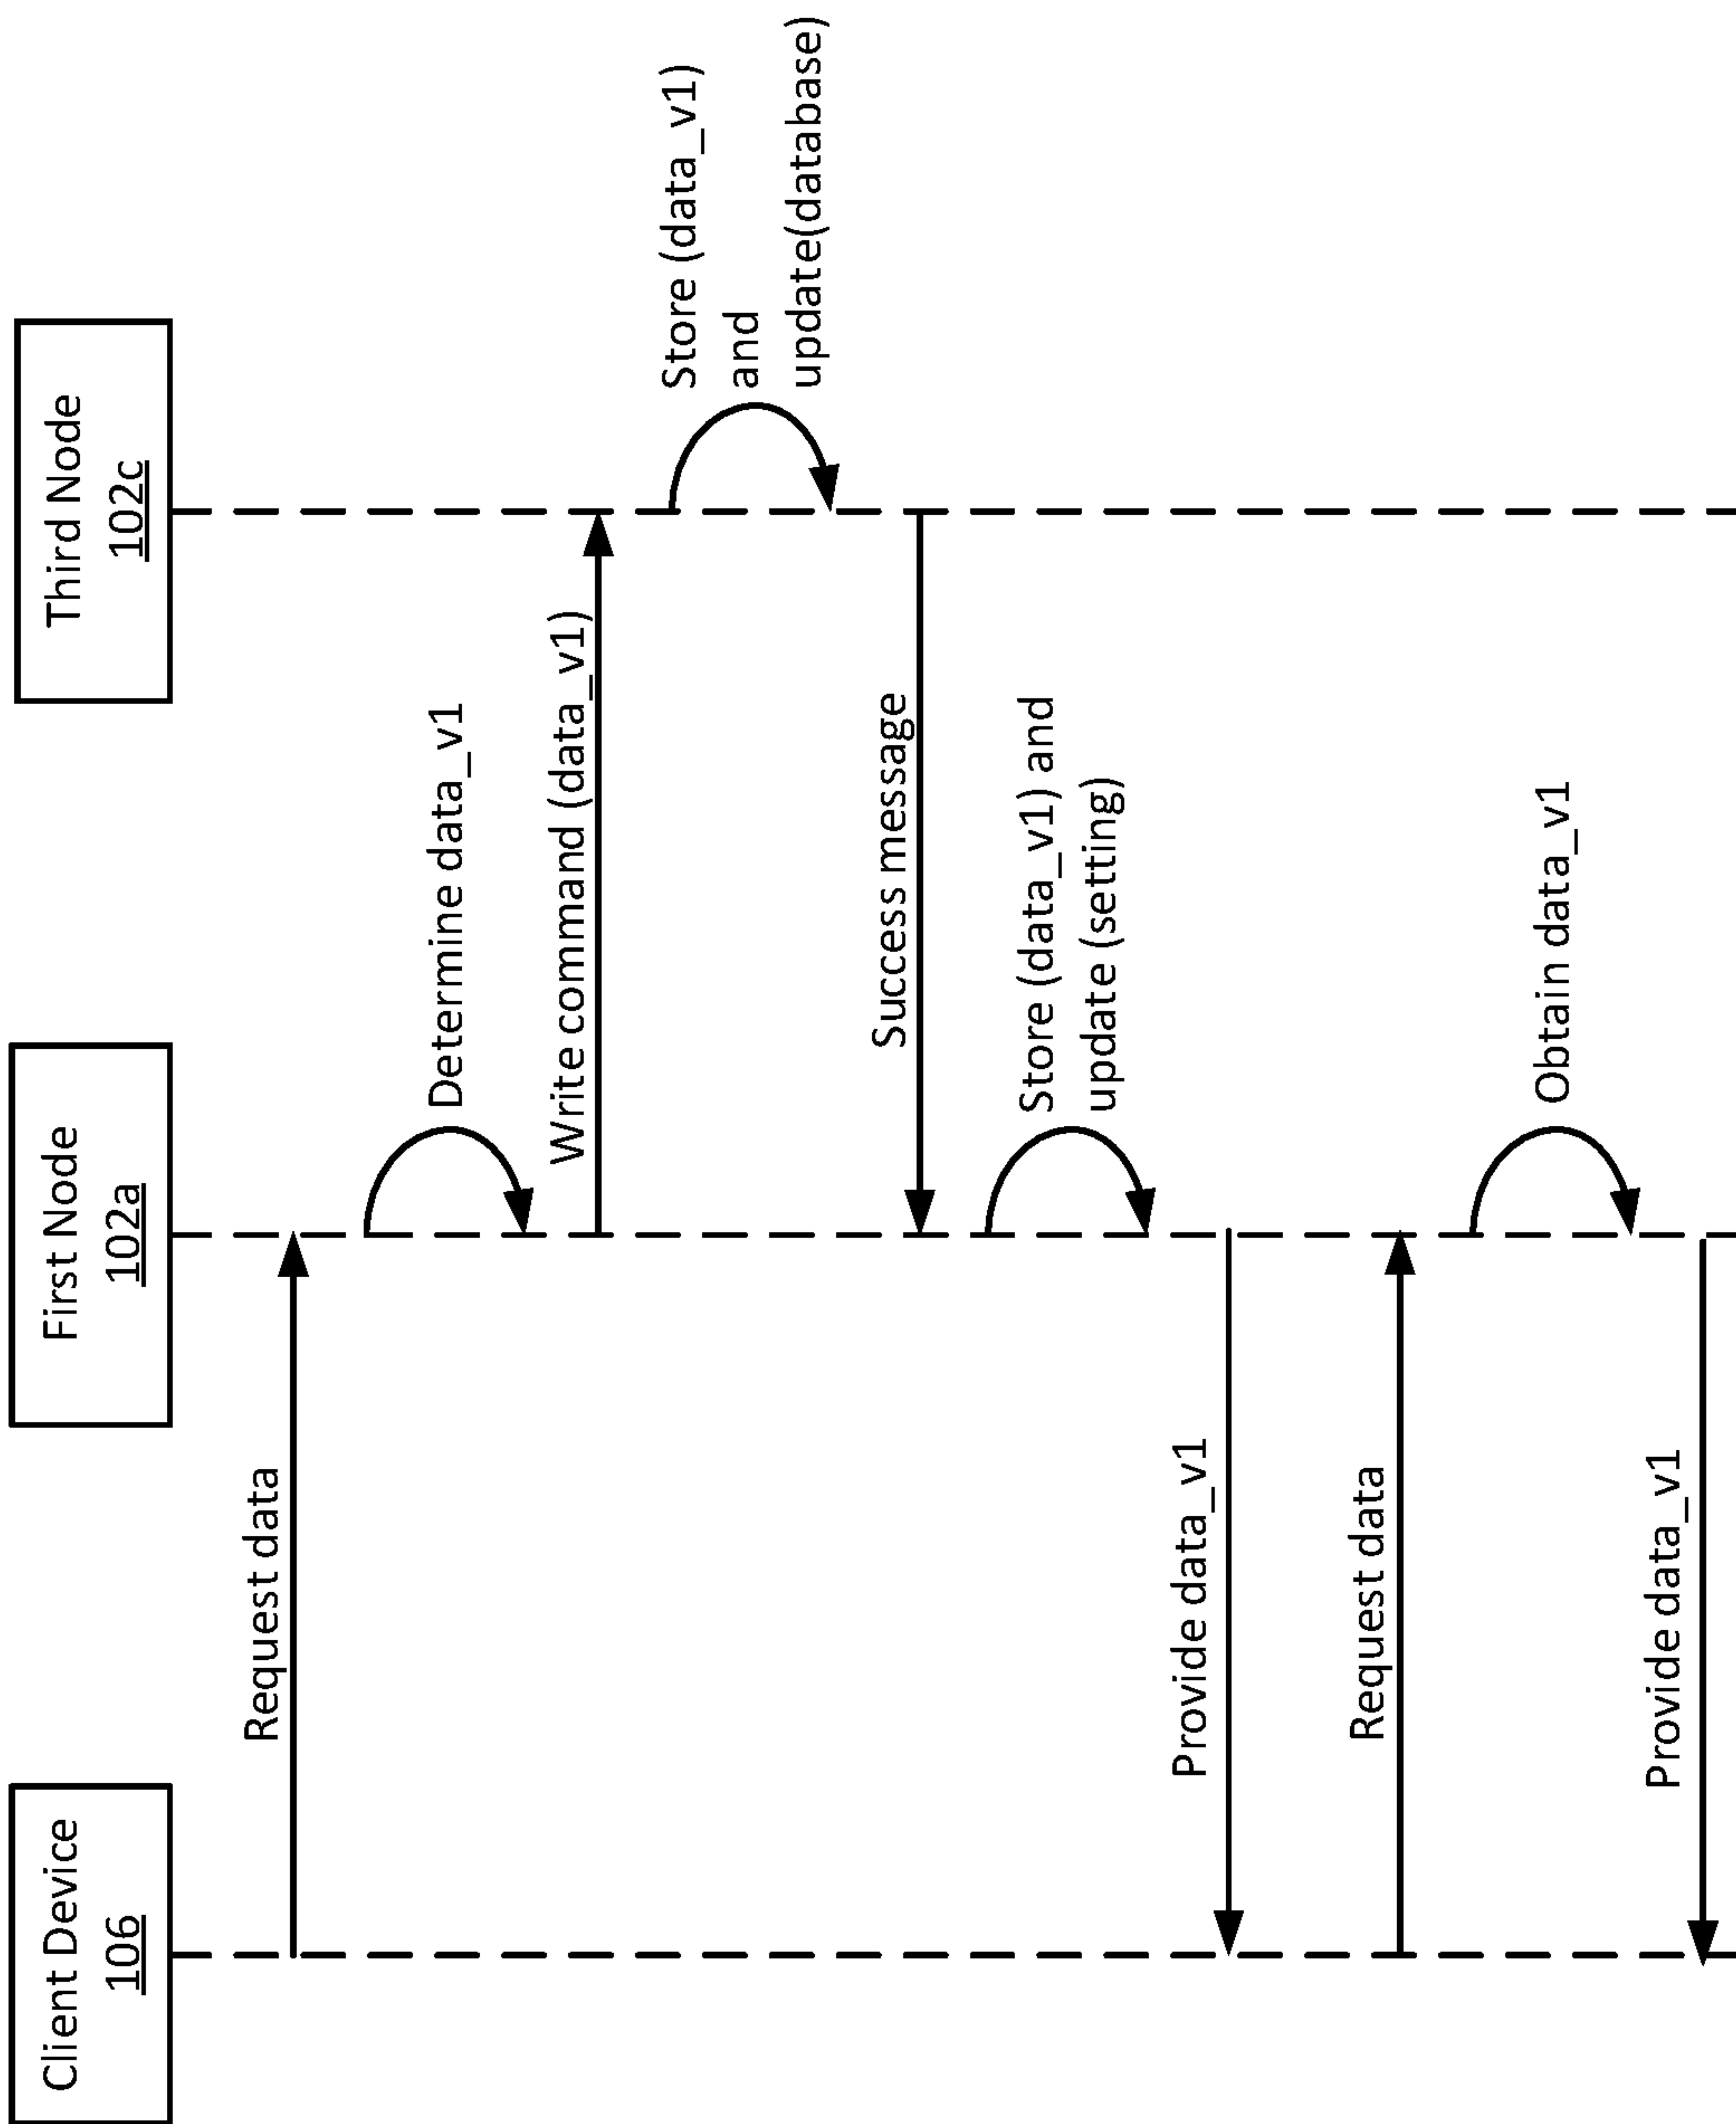 Client Device
106
First Node
102a
Third Node
102c
Request data
Determine data_v1
Write command (data_v1)
Store (data_v1)
and
update(database)
Success message
Store (data_v1) and
update (setting)
Provide data_v1
Request data
Obtain data_v1
Provide data_v1